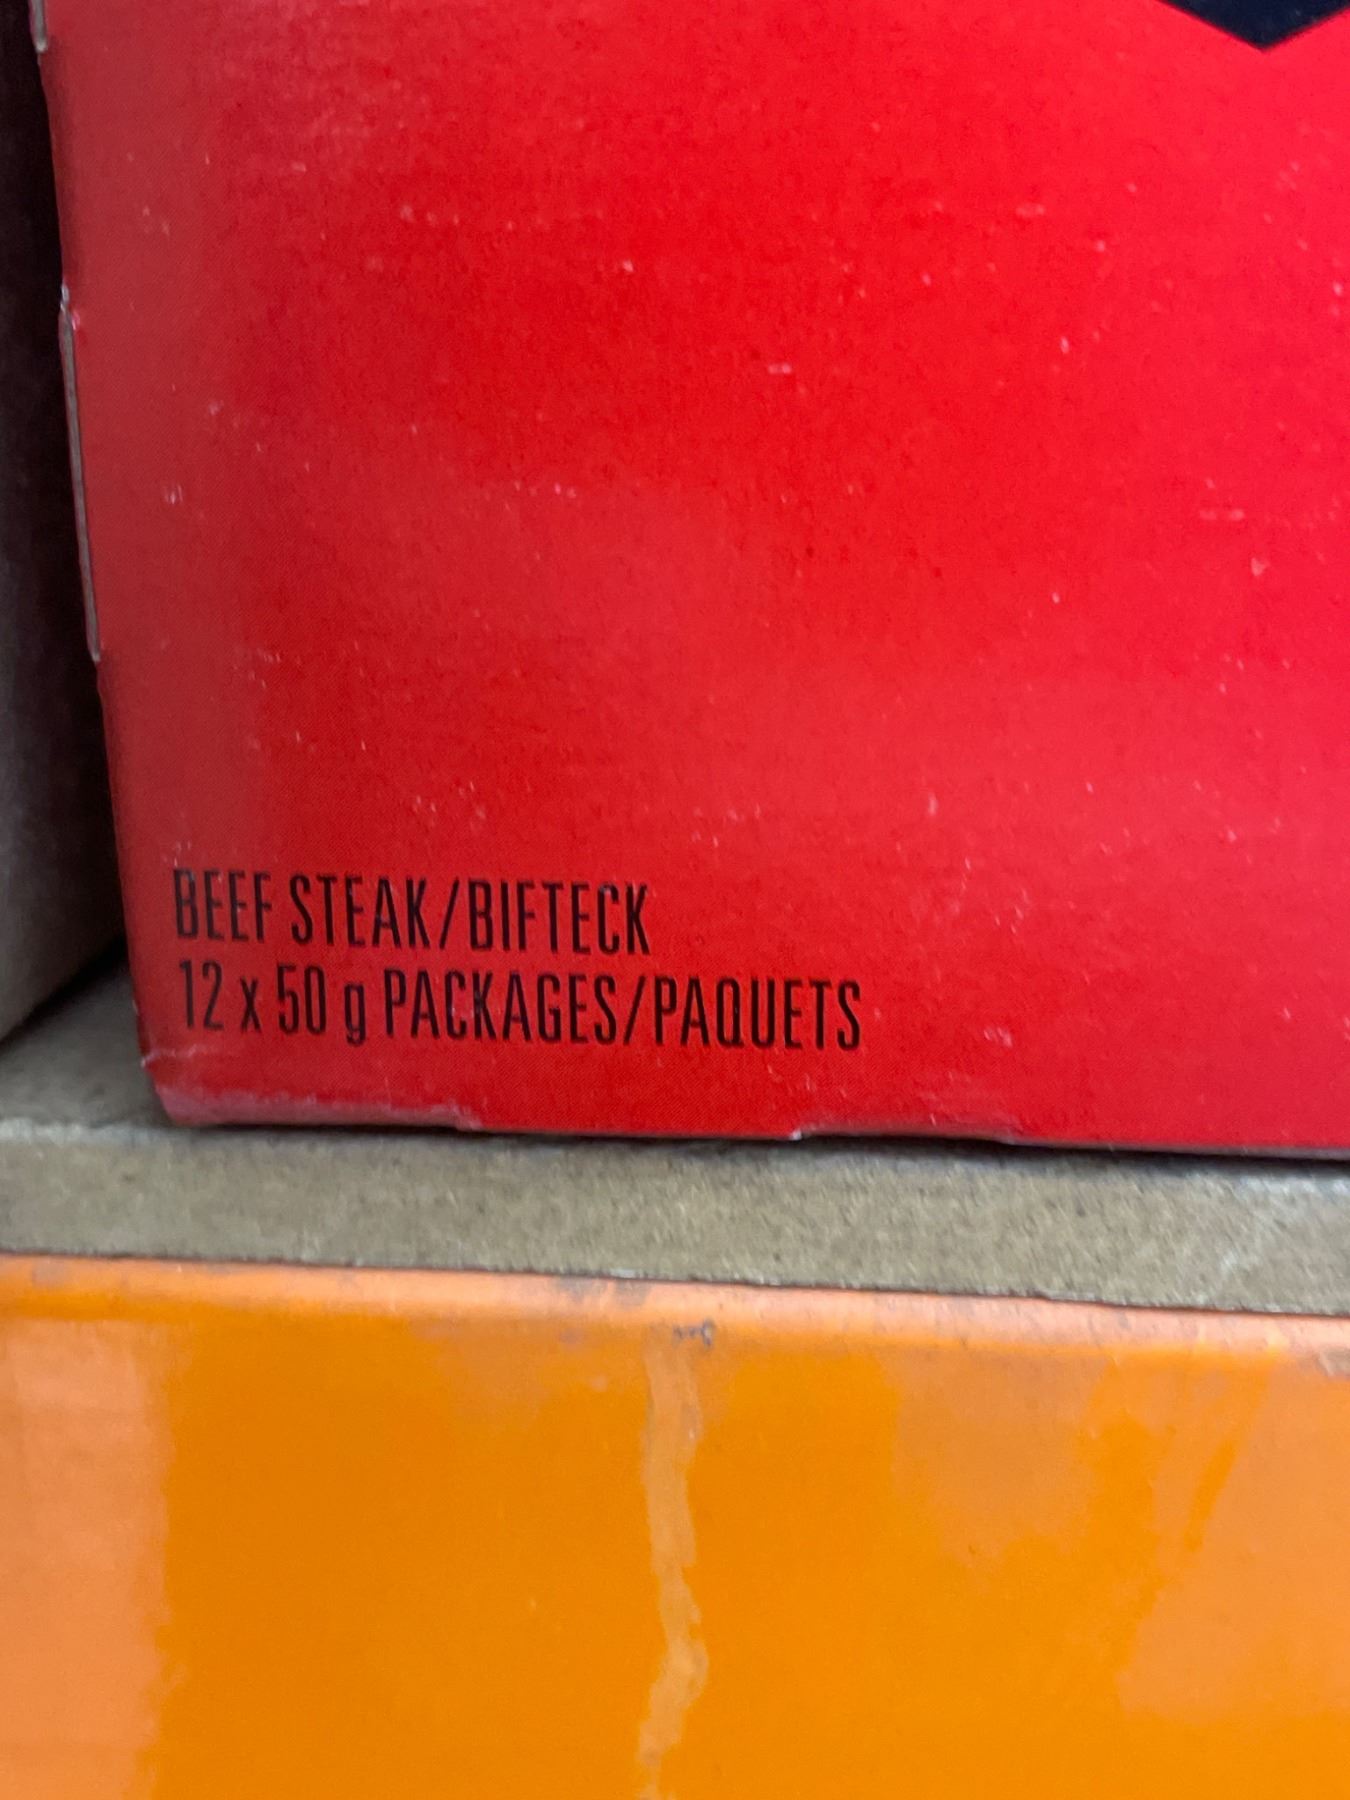 BEEF STEAK/BIFTECK
12 x 50 g PACKAGES/PAQUETS